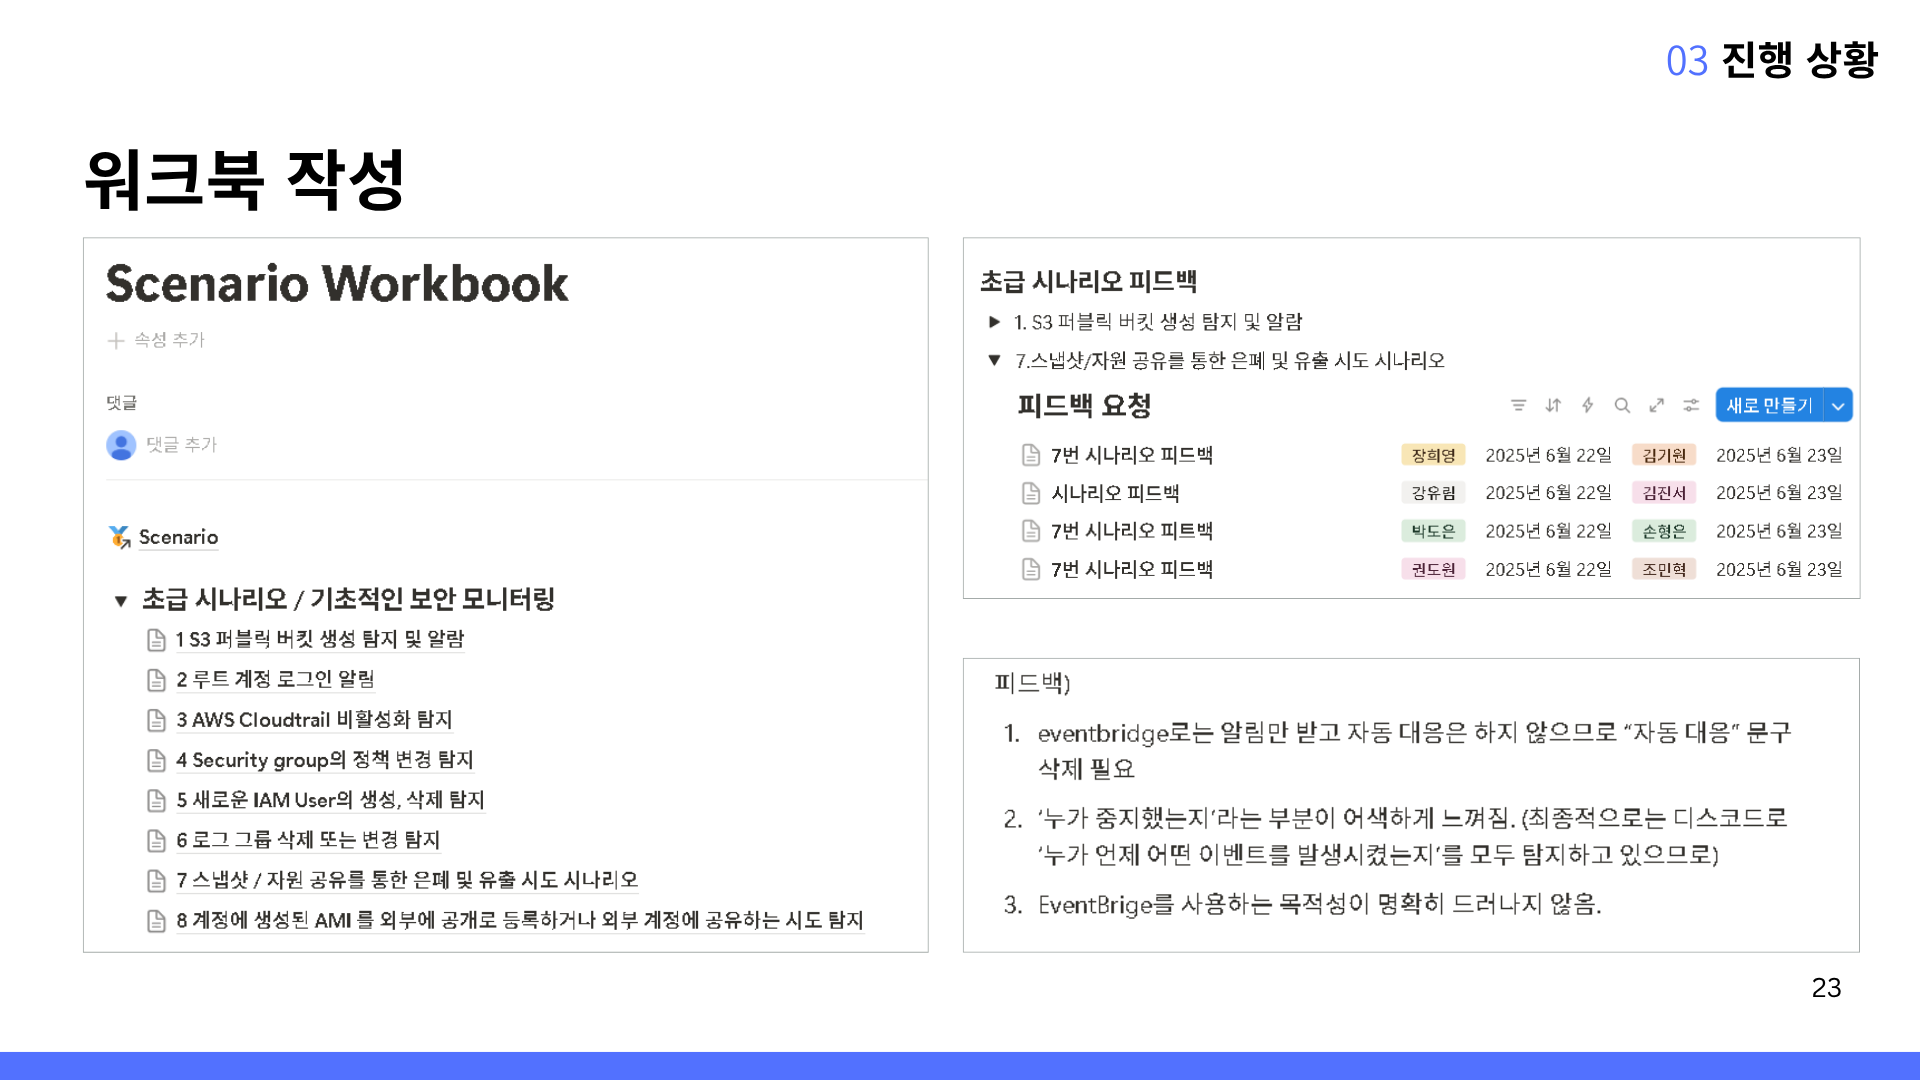 03 진행 상황
워크북 작성
Scenario Workbook
속성 추가
댓글
댓글 추가
Scenario
초급 시나리오 / 기초적인 보안 모니터링
1 S3 퍼블릭 버킷 생성 탐지 및 알람
2 루트 계정 로그인 알림
3 AWS Cloudtrail 비활성화 탐지
4 Security group의 정책 변경 탐지
5 새로운 IAM User의 생성, 삭제 탐지
6 로그 그룹 삭제 또는 변경 탐지
7 스냅샷 / 자원 공유를 통한 은폐 및 유출 시도 시나리오
8 계정에 생성된 AMI 를 외부에 공개로 등록하거나 외부 계정에 공유하는 시도 탐지
초급 시나리오 피드백
1. S3 퍼블릭 버킷 생성 탐지 및 알람
7.스냅샷/자원 공유를 통한 은폐 및 유출 시도 시나리오
피드백 요청
새로 만들기
7번 시나리오 피드백 장희영 2025년 6월 22일 김기원 2025년 6월 23일
시나리오 피드백 강유림 2025년 6월 22일 김진서 2025년 6월 23일
7번 시나리오 피트백 박도은 2025년 6월 22일 손형은 2025년 6월 23일
7번 시나리오 피드백 권도원 2025년 6월 22일 조민혁 2025년 6월 23일
피드백)
1. eventbridge로는 알림만 받고 자동 대응은 하지 않으므로 “자동 대응” 문구
삭제 필요
2. ‘누가 중지했는지’라는 부분이 어색하게 느껴짐. (최종적으로는 디스코드로
‘누가 언제 어떤 이벤트를 발생시켰는지’를 모두 탐지하고 있으므로)
3. EventBrige를 사용하는 목적성이 명확히 드러나지 않음.
23